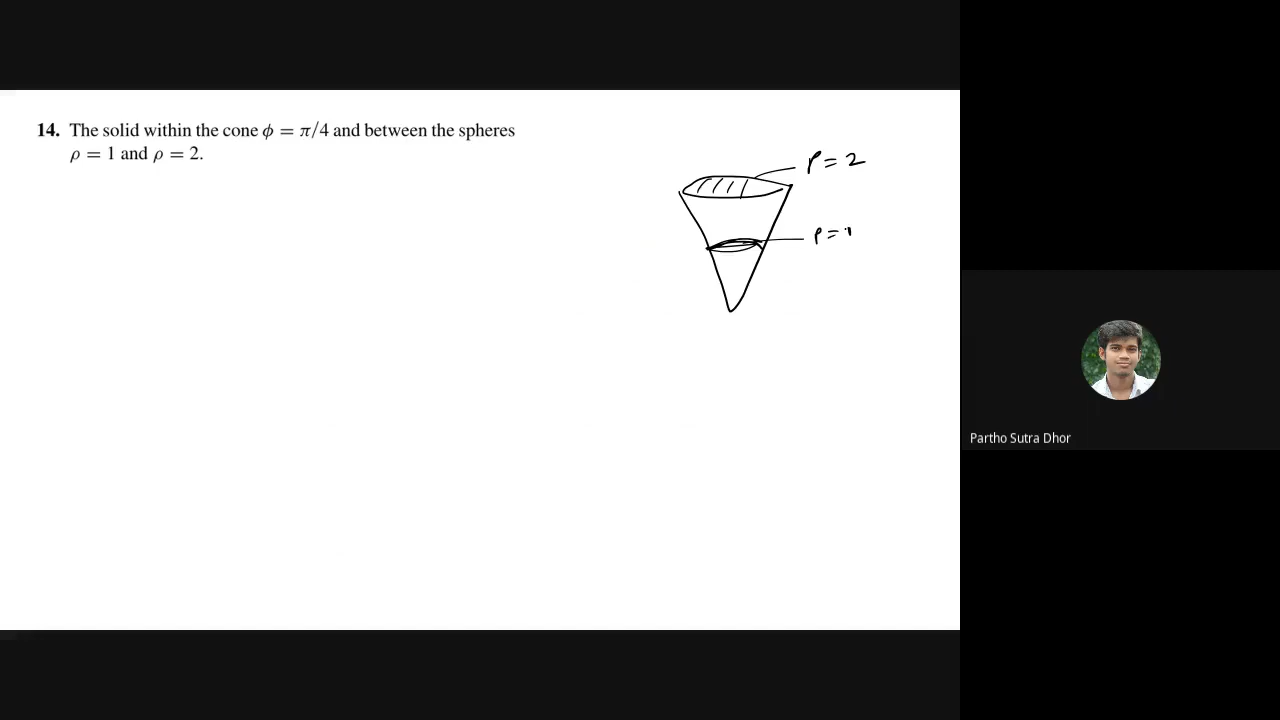 14. The solid within the cone ϕ = π/4 and between the spheres
ρ = 1 and ρ = 2.
ρ = 2
ρ = 1
Partho Sutra Dhor